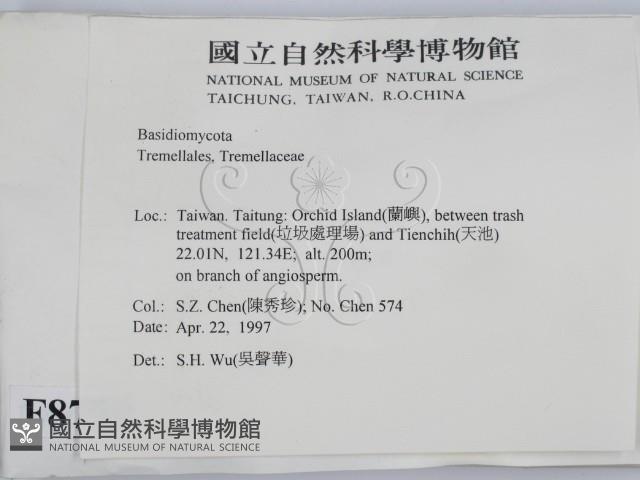 國立自然科學博物館
NATIONAL MUSEUM OF NATURAL SCIENCE
TAICHUNG, TAIWAN, R.O.CHINA
Basidiomycota
Tremellales, Tremellaceae
Loc.: Taiwan. Taitung: Orchid Island(蘭嶼), between trash
treatment field(垃圾處理場) and Tienchih(天池)
22.01N, 121.34E; alt. 200m;
on branch of angiosperm.
Col.: S.Z. Chen(陳秀珍); No. Chen 574
Date: Apr. 22, 1997
Det.: S.H. Wu(吳聲華)
國立自然科學博物館
NATIONAL MUSEUM OF NATURAL SCIENCE